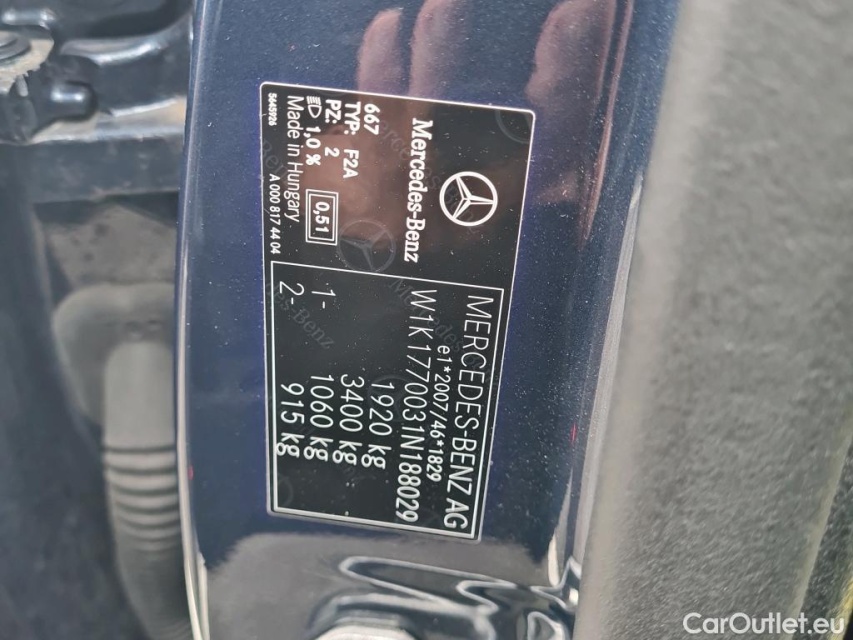 Mercedes-Benz
667
TYP: F2A
PZ: 2
1,0 %
0,51
Made in Hungary
5645926
A 000 817 44 04
MERCEDES-BENZ AG
e1*2007/46*1829
W1K1770031N188029
1920 kg
3400 kg
1- 1060 kg
2- 915 kg
CarOutlet.eu